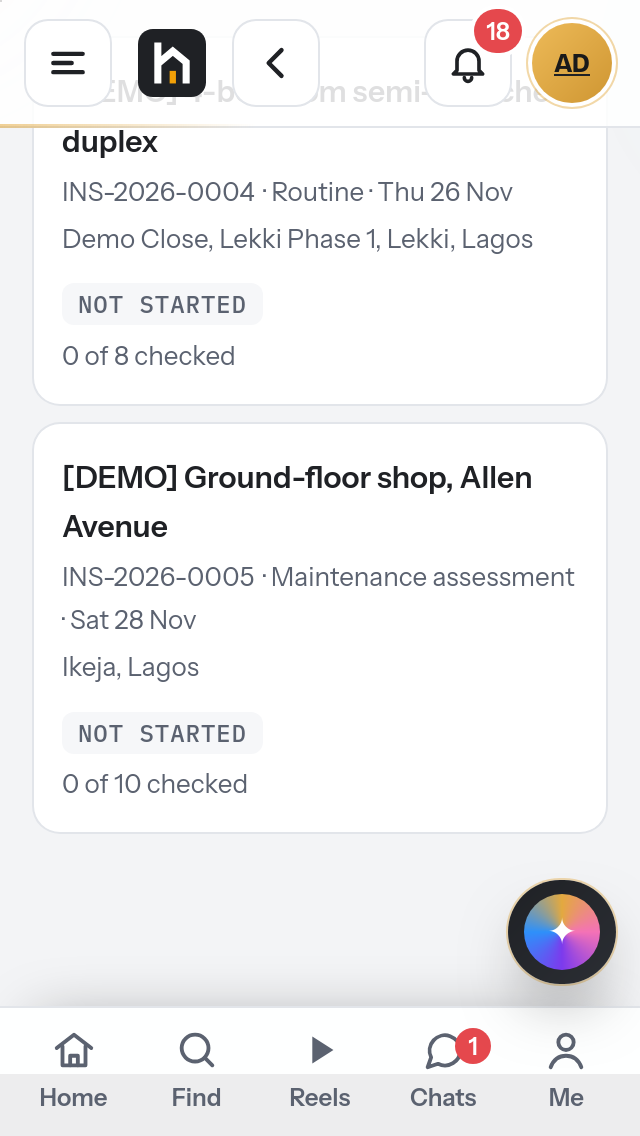 18
AD
duplex
INS-2026-0004 · Routine · Thu 26 Nov
Demo Close, Lekki Phase 1, Lekki, Lagos
NOT STARTED
0 of 8 checked
[DEMO] Ground-floor shop, Allen
Avenue
INS-2026-0005 · Maintenance assessment
· Sat 28 Nov
Ikeja, Lagos
NOT STARTED
0 of 10 checked
1
Home Find Reels Chats Me